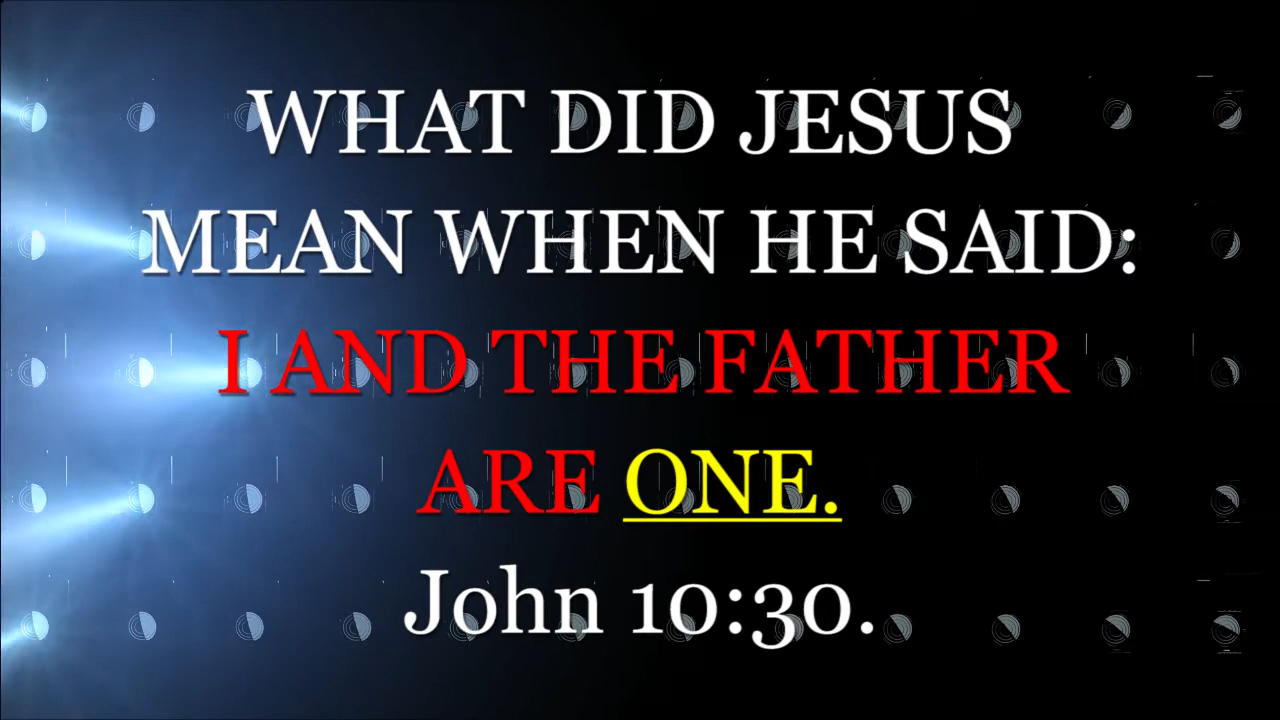 WHAT DID JESUS
MEAN WHEN HE SAID:
I AND THE FATHER
ARE ONE.
John 10:30.